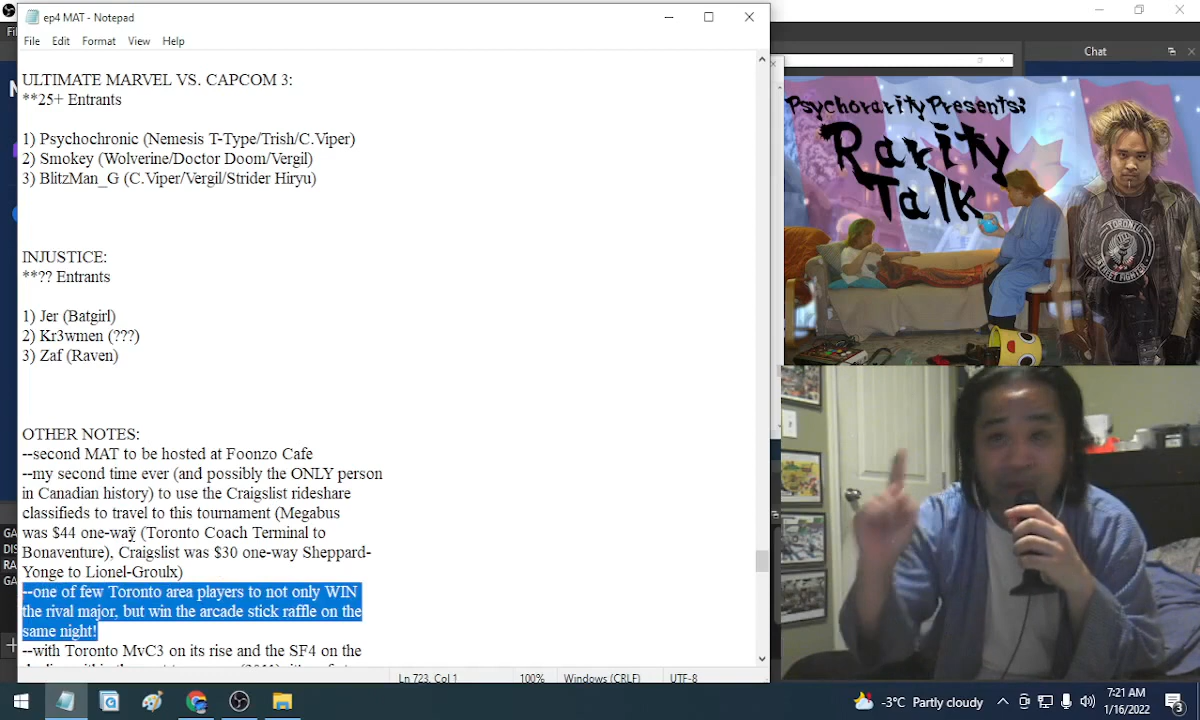 ep4 MAT - Notepad
File Edit Format View Help
ULTIMATE MARVEL VS. CAPCOM 3:
**25+ Entrants
1) Psychochronic (Nemesis T-Type/Trish/C.Viper)
2) Smokey (Wolverine/Doctor Doom/Vergil)
3) BlitzMan_G (C.Viper/Vergil/Strider Hiryu)
INJUSTICE:
**?? Entrants
1) Jer (Batgirl)
2) Kr3wmen (???)
3) Zaf (Raven)
OTHER NOTES:
--second MAT to be hosted at Foonzo Cafe
--my second time ever (and possibly the ONLY person
in Canadian history) to use the Craigslist rideshare
classifieds to travel to this tournament (Megabus
was $44 one-way (Toronto Coach Terminal to
Bonaventure), Craigslist was $30 one-way Sheppard-
Yonge to Lionel-Groulx)
--one of few Toronto area players to not only WIN
the rival major, but win the arcade stick raffle on the
same night!
--with Toronto MvC3 on its rise and the SF4 on the
Ln 723, Col 1 100% Windows (CRLF) UTF-8
Chat
PsychorarityPresents:
Rarity
Talk
TORONTO
STREET FIGHTER
-3°C Partly cloudy
7:21 AM
1/16/2022
3